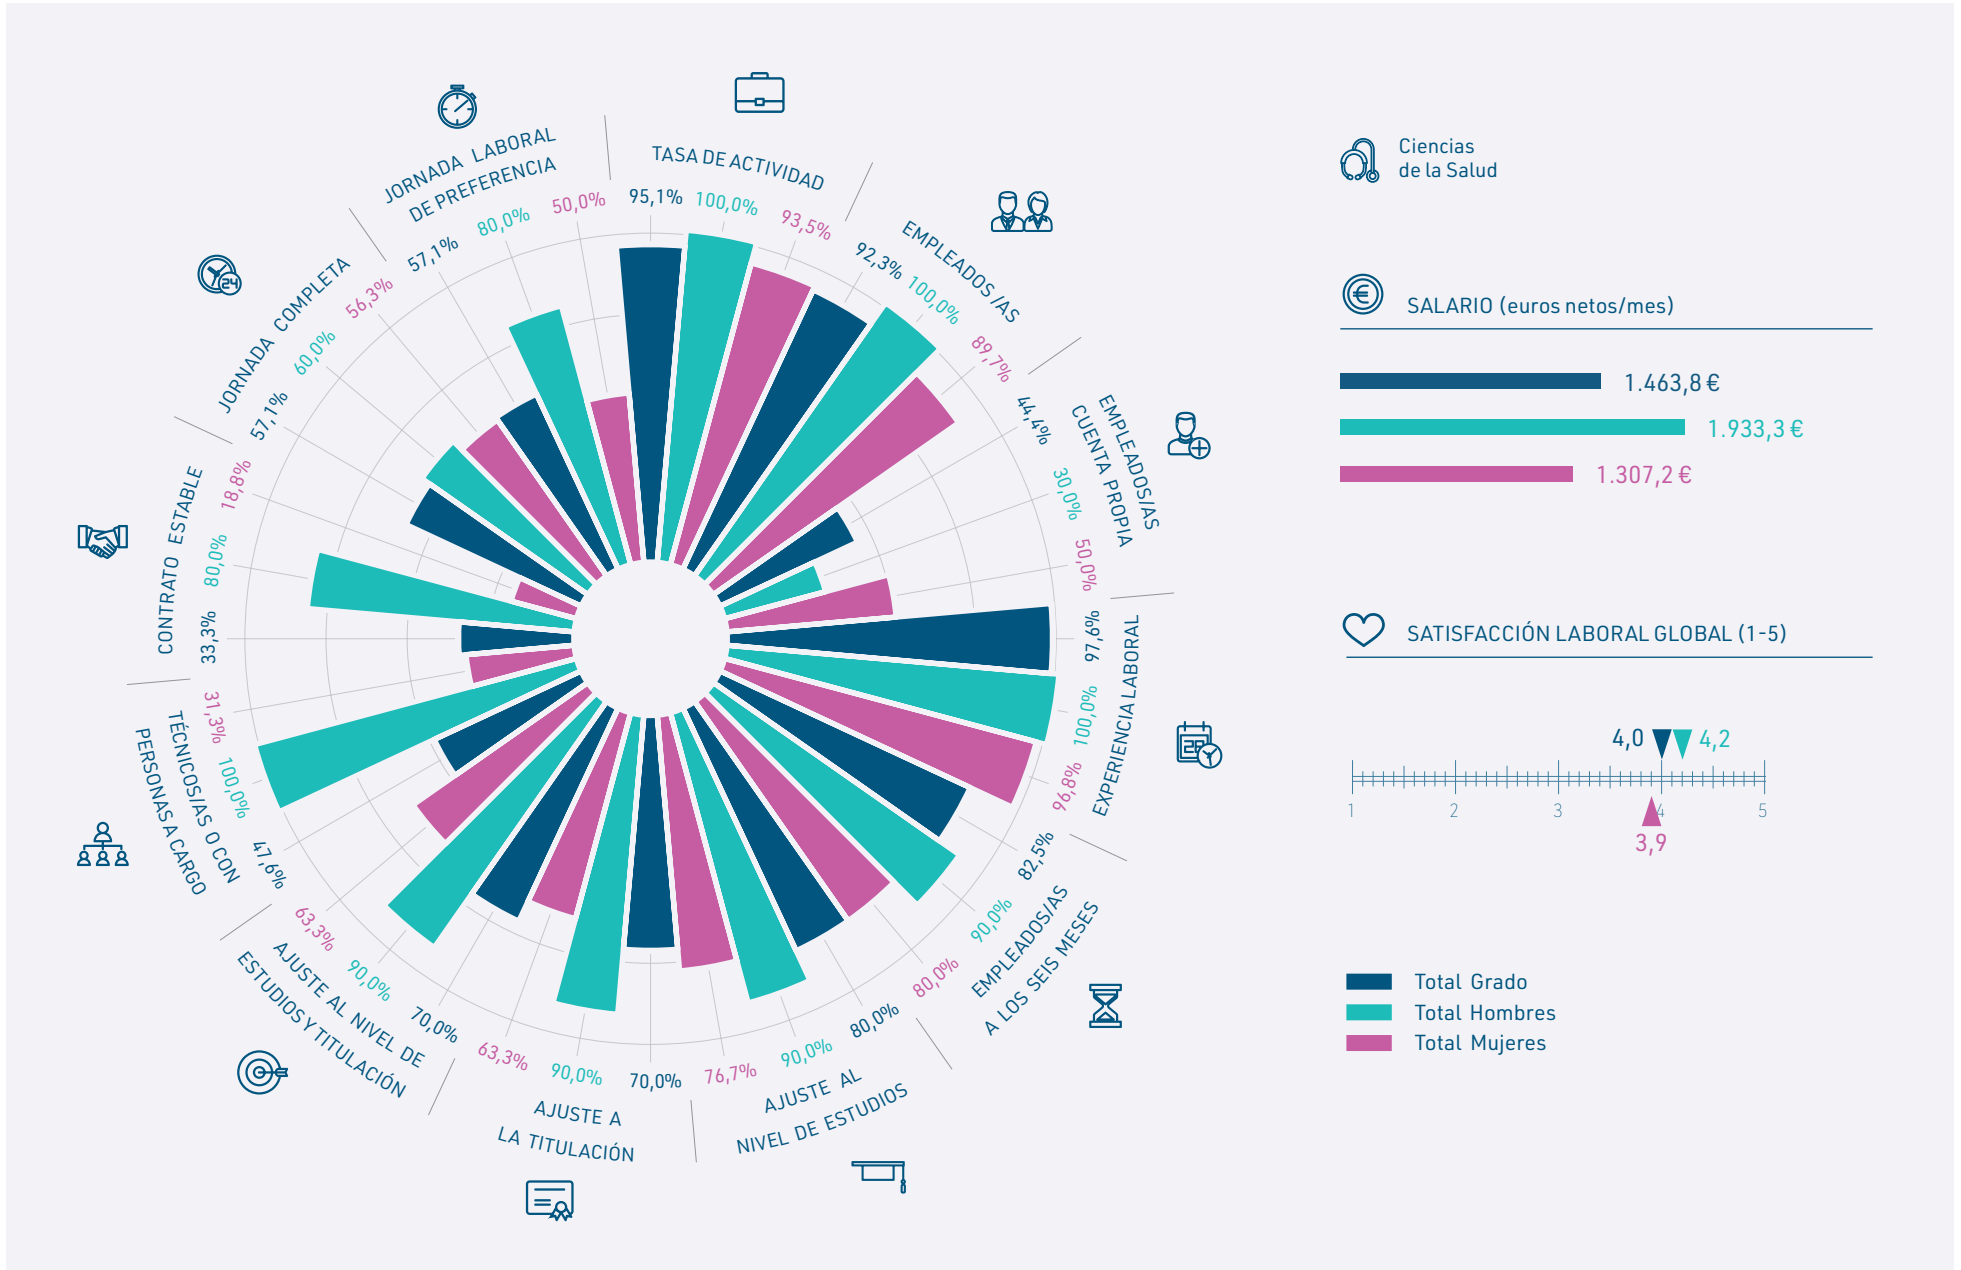 TASA DE ACTIVIDAD
95,1%
100,0%
93,5%
EMPLEADOS /AS
92,3%
100,0%
89,7%
EMPLEADOS/AS
CUENTA PROPIA
44,4%
30,0%
50,0%
EXPERIENCIA LABORAL
97,6%
100,0%
96,8%
EMPLEADOS/AS
A LOS SEIS MESES
82,5%
90,0%
80,0%
AJUSTE AL
NIVEL DE ESTUDIOS
80,0%
90,0%
76,7%
AJUSTE A
LA TITULACIÓN
70,0%
90,0%
63,3%
AJUSTE AL NIVEL DE
ESTUDIOS Y TITULACIÓN
70,0%
90,0%
63,3%
TÉCNICOS/AS O CON
PERSONAS A CARGO
47,6%
100,0%
31,3%
CONTRATO ESTABLE
33,3%
80,0%
18,8%
JORNADA COMPLETA
57,1%
60,0%
56,3%
JORNADA LABORAL
DE PREFERENCIA
57,1%
80,0%
50,0%
24
Ciencias
de la Salud
SALARIO (euros netos/mes)
1.463,8 €
1.933,3 €
1.307,2 €
SATISFACCIÓN LABORAL GLOBAL (1-5)
4,0 4,2
1 2 3 4 5
3,9
Total Grado
Total Hombres
Total Mujeres